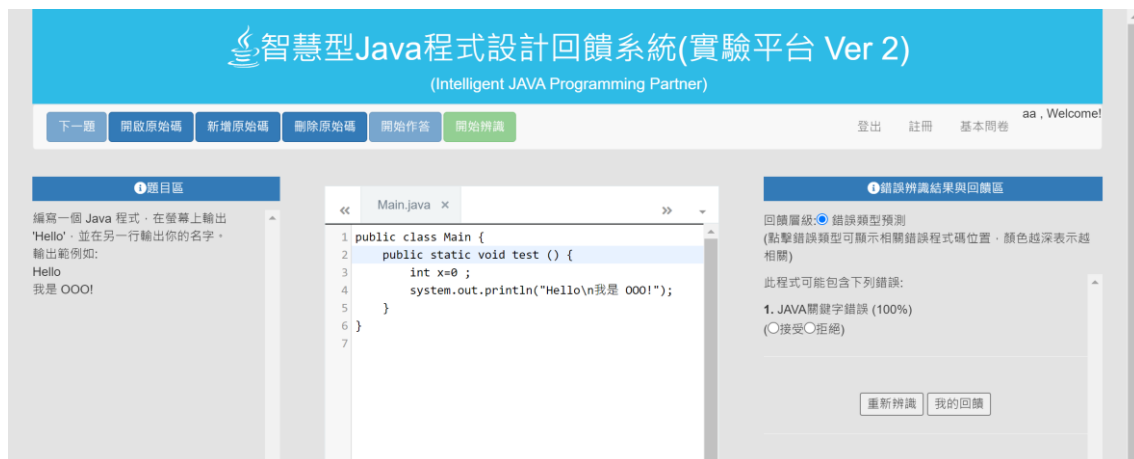 智慧型Java程式設計回饋系統(實驗平台 Ver 2)
(Intelligent JAVA Programming Partner)
下一題 開啟原始碼 新增原始碼 刪除原始碼 開始作答 開始辨識 登出 註冊 基本問卷 aa , Welcome!
題目區
編寫一個 Java 程式，在螢幕上輸出
'Hello'，並在另一行輸出你的名字。
輸出範例如:
Hello
我是 OOO!
« Main.java × »
1 public class Main {
2 public static void test () {
3 int x=0 ;
4 system.out.println("Hello\n我是 OOO!");
5 }
6 }
7
錯誤辨識結果與回饋區
回饋層級: 錯誤類型預測
(點擊錯誤類型可顯示相關錯誤程式碼位置，顏色越深表示越
相關)
此程式可能包含下列錯誤:
1. JAVA關鍵字錯誤 (100%)
(接受拒絕)
重新辨識 我的回饋